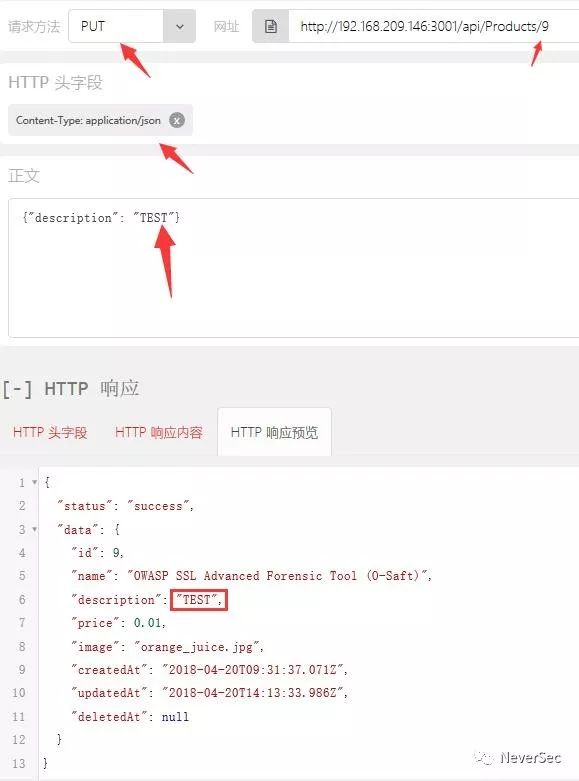 请求方法 PUT 网址 http://192.168.209.146:3001/api/Products/9
HTTP 头字段
Content-Type: application/json x
正文
{"description": "TEST"}
[-] HTTP 响应
HTTP 头字段 HTTP 响应内容 HTTP 响应预览
1 {
2 "status": "success",
3 "data": {
4 "id": 9,
5 "name": "OWASP SSL Advanced Forensic Tool (O-Saft)",
6 "description": "TEST",
7 "price": 0.01,
8 "image": "orange_juice.jpg",
9 "createdAt": "2018-04-20T09:31:37.071Z",
10 "updatedAt": "2018-04-20T14:13:33.986Z",
11 "deletedAt": null
12 }
13 }
NeverSec